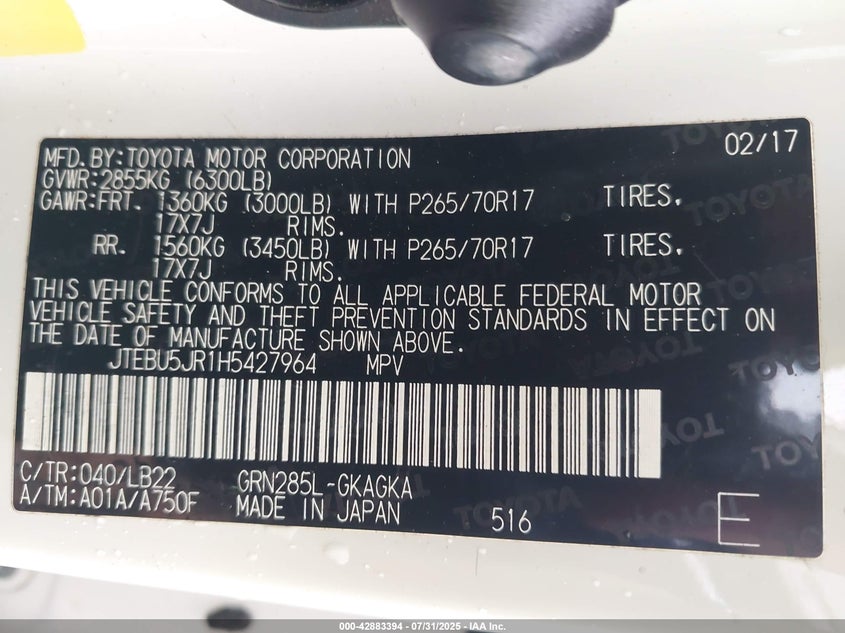 02/17
MFD.BY:TOYOTA MOTOR CORPORATION
GVWR:2855KG (6300LB)
GAWR:FRT. 1360KG (3000LB) WITH P265/70R17 TIRES,
17X7J RIMS.
RR. 1560KG (3450LB) WITH P265/70R17 TIRES,
17X7J RIMS.
THIS VEHICLE CONFORMS TO ALL APPLICABLE FEDERAL MOTOR
VEHICLE SAFETY AND THEFT PREVENTION STANDARDS IN EFFECT ON
THE DATE OF MANUFACTURE SHOWN ABOVE.
JTEBU5JR1H5427964 MPV
C/TR:040/LB22 GRN285L-GKAGKA
A/TM:A01A/A750F MADE IN JAPAN 516 E
000-42883394 - 07/31/2025 - IAA Inc.